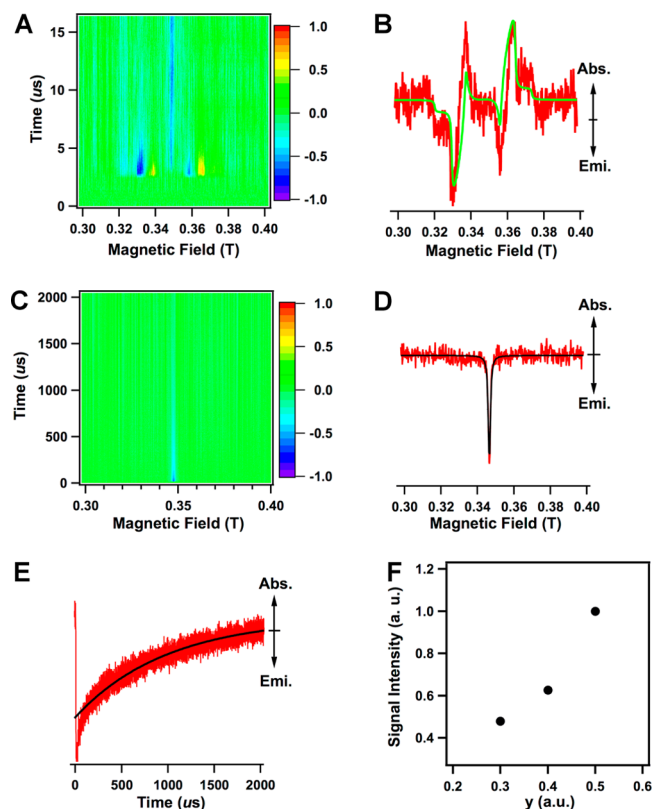 A
15
10
5
0
Time (us)
0.30 0.32 0.34 0.36 0.38 0.40
Magnetic Field (T)
1.0
0.5
0.0
-0.5
-1.0
B
Abs.
Emi.
0.30 0.32 0.34 0.36 0.38 0.40
Magnetic Field (T)
C
2000
1500
1000
500
0
Time (us)
0.30 0.35 0.40
Magnetic Field (T)
1.0
0.5
0.0
-0.5
-1.0
D
Abs.
Emi.
0.30 0.32 0.34 0.36 0.38 0.40
Magnetic Field (T)
E
Abs.
Emi.
0 500 1000 1500 2000
Time (us)
F
1.2
1.0
0.8
0.6
0.4
Signal Intensity (a. u.)
0.2 0.3 0.4 0.5 0.6
y (a.u.)